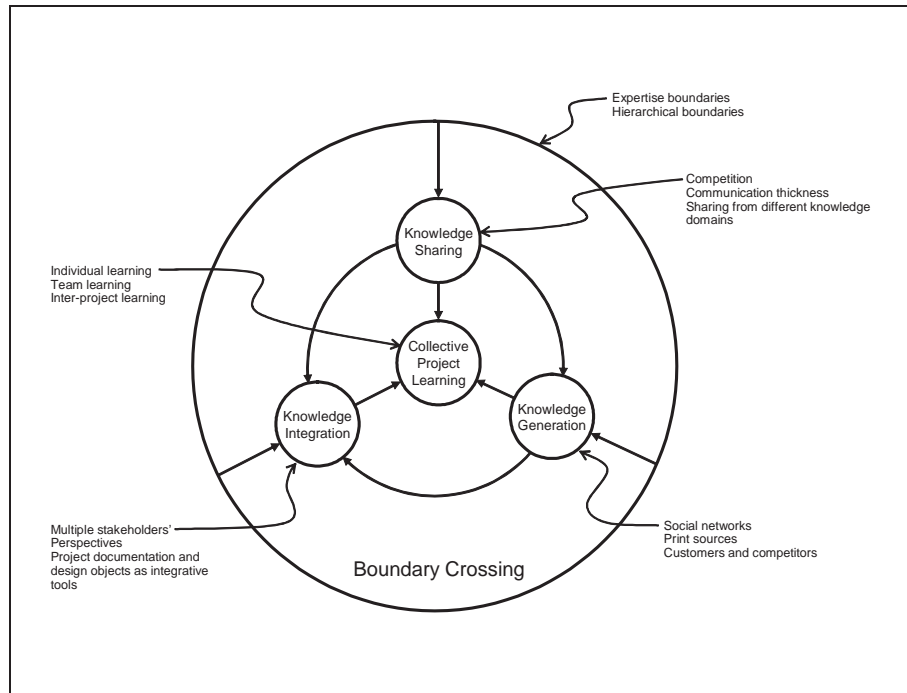 Expertise boundaries
Hierarchical boundaries
Competition
Communication thickness
Sharing from different knowledge
domains
Knowledge
Sharing
Individual learning
Team learning
Inter-project learning
Collective
Project
Learning
Knowledge
Integration
Knowledge
Generation
Multiple stakeholders'
Perspectives
Project documentation and
design objects as integrative
tools
Social networks
Print sources
Customers and competitors
Boundary Crossing